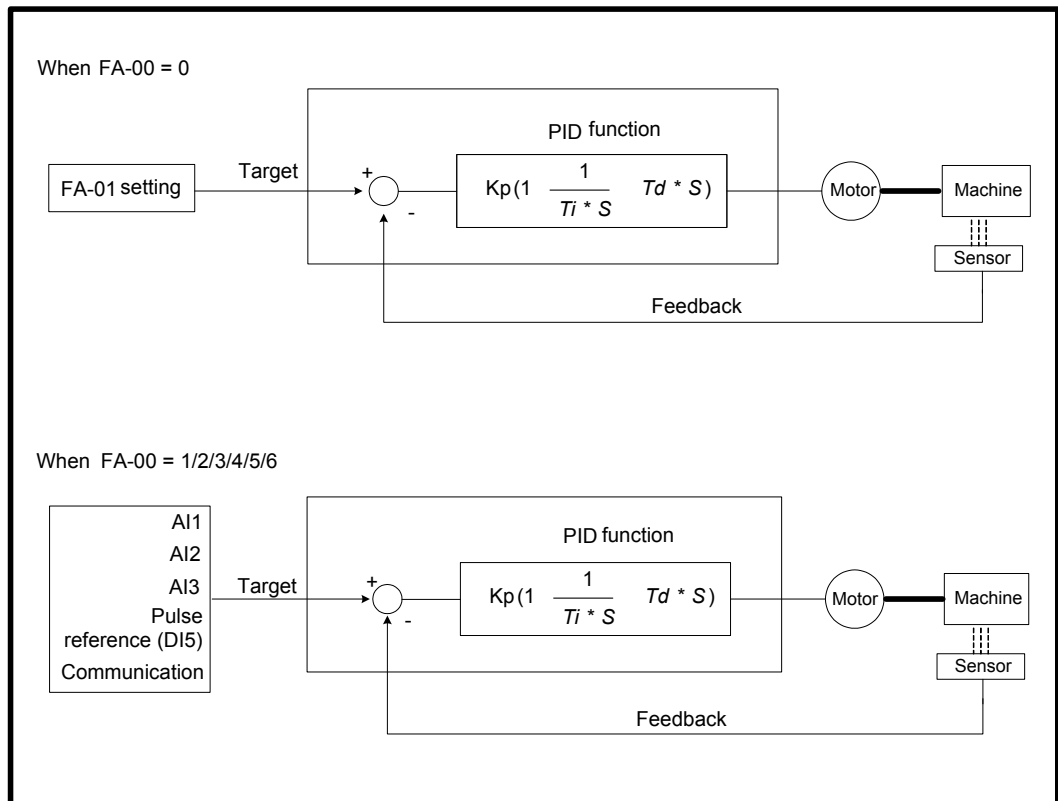 When FA-00 = 0
PID function
FA-01 setting
Target
+
-
Kp(1 1/(Ti * S) Td * S)
Motor
Machine
Sensor
Feedback
When FA-00 = 1/2/3/4/5/6
AI1
AI2
AI3
Pulse
reference (DI5)
Communication
Target
PID function
+
-
Kp(1 1/(Ti * S) Td * S)
Motor
Machine
Sensor
Feedback